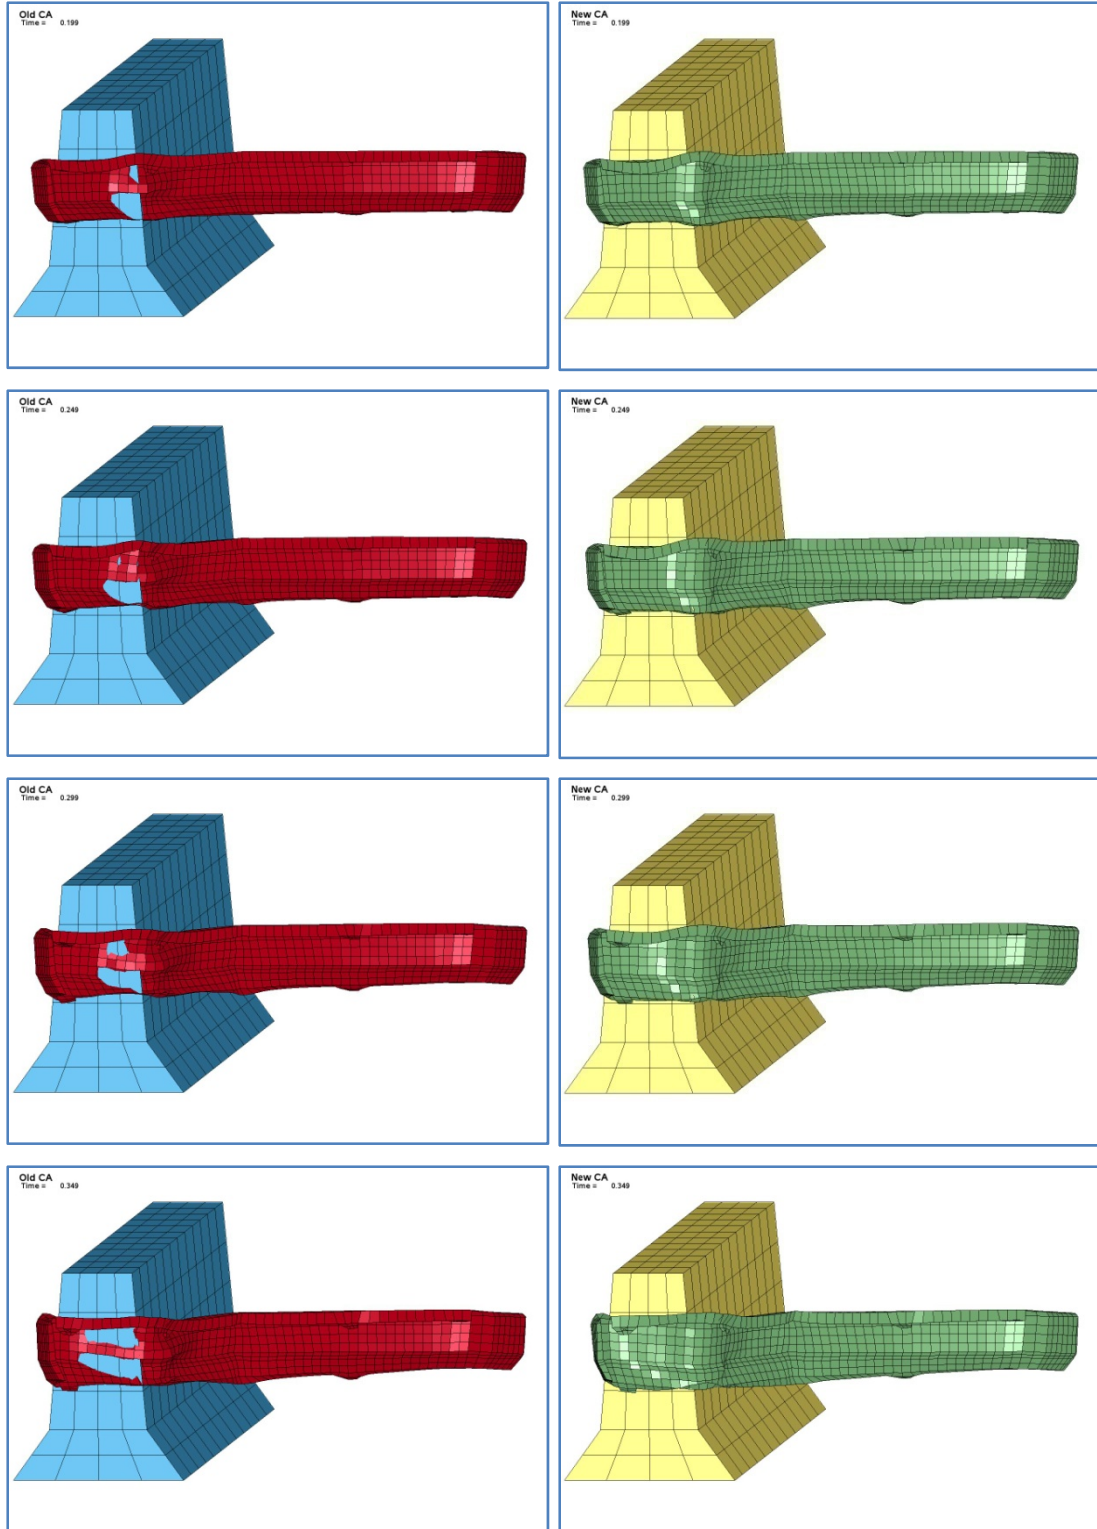 Old CA
Time = 0.199
New CA
Time = 0.199
Old CA
Time = 0.249
New CA
Time = 0.249
Old CA
Time = 0.299
New CA
Time = 0.299
Old CA
Time = 0.349
New CA
Time = 0.349